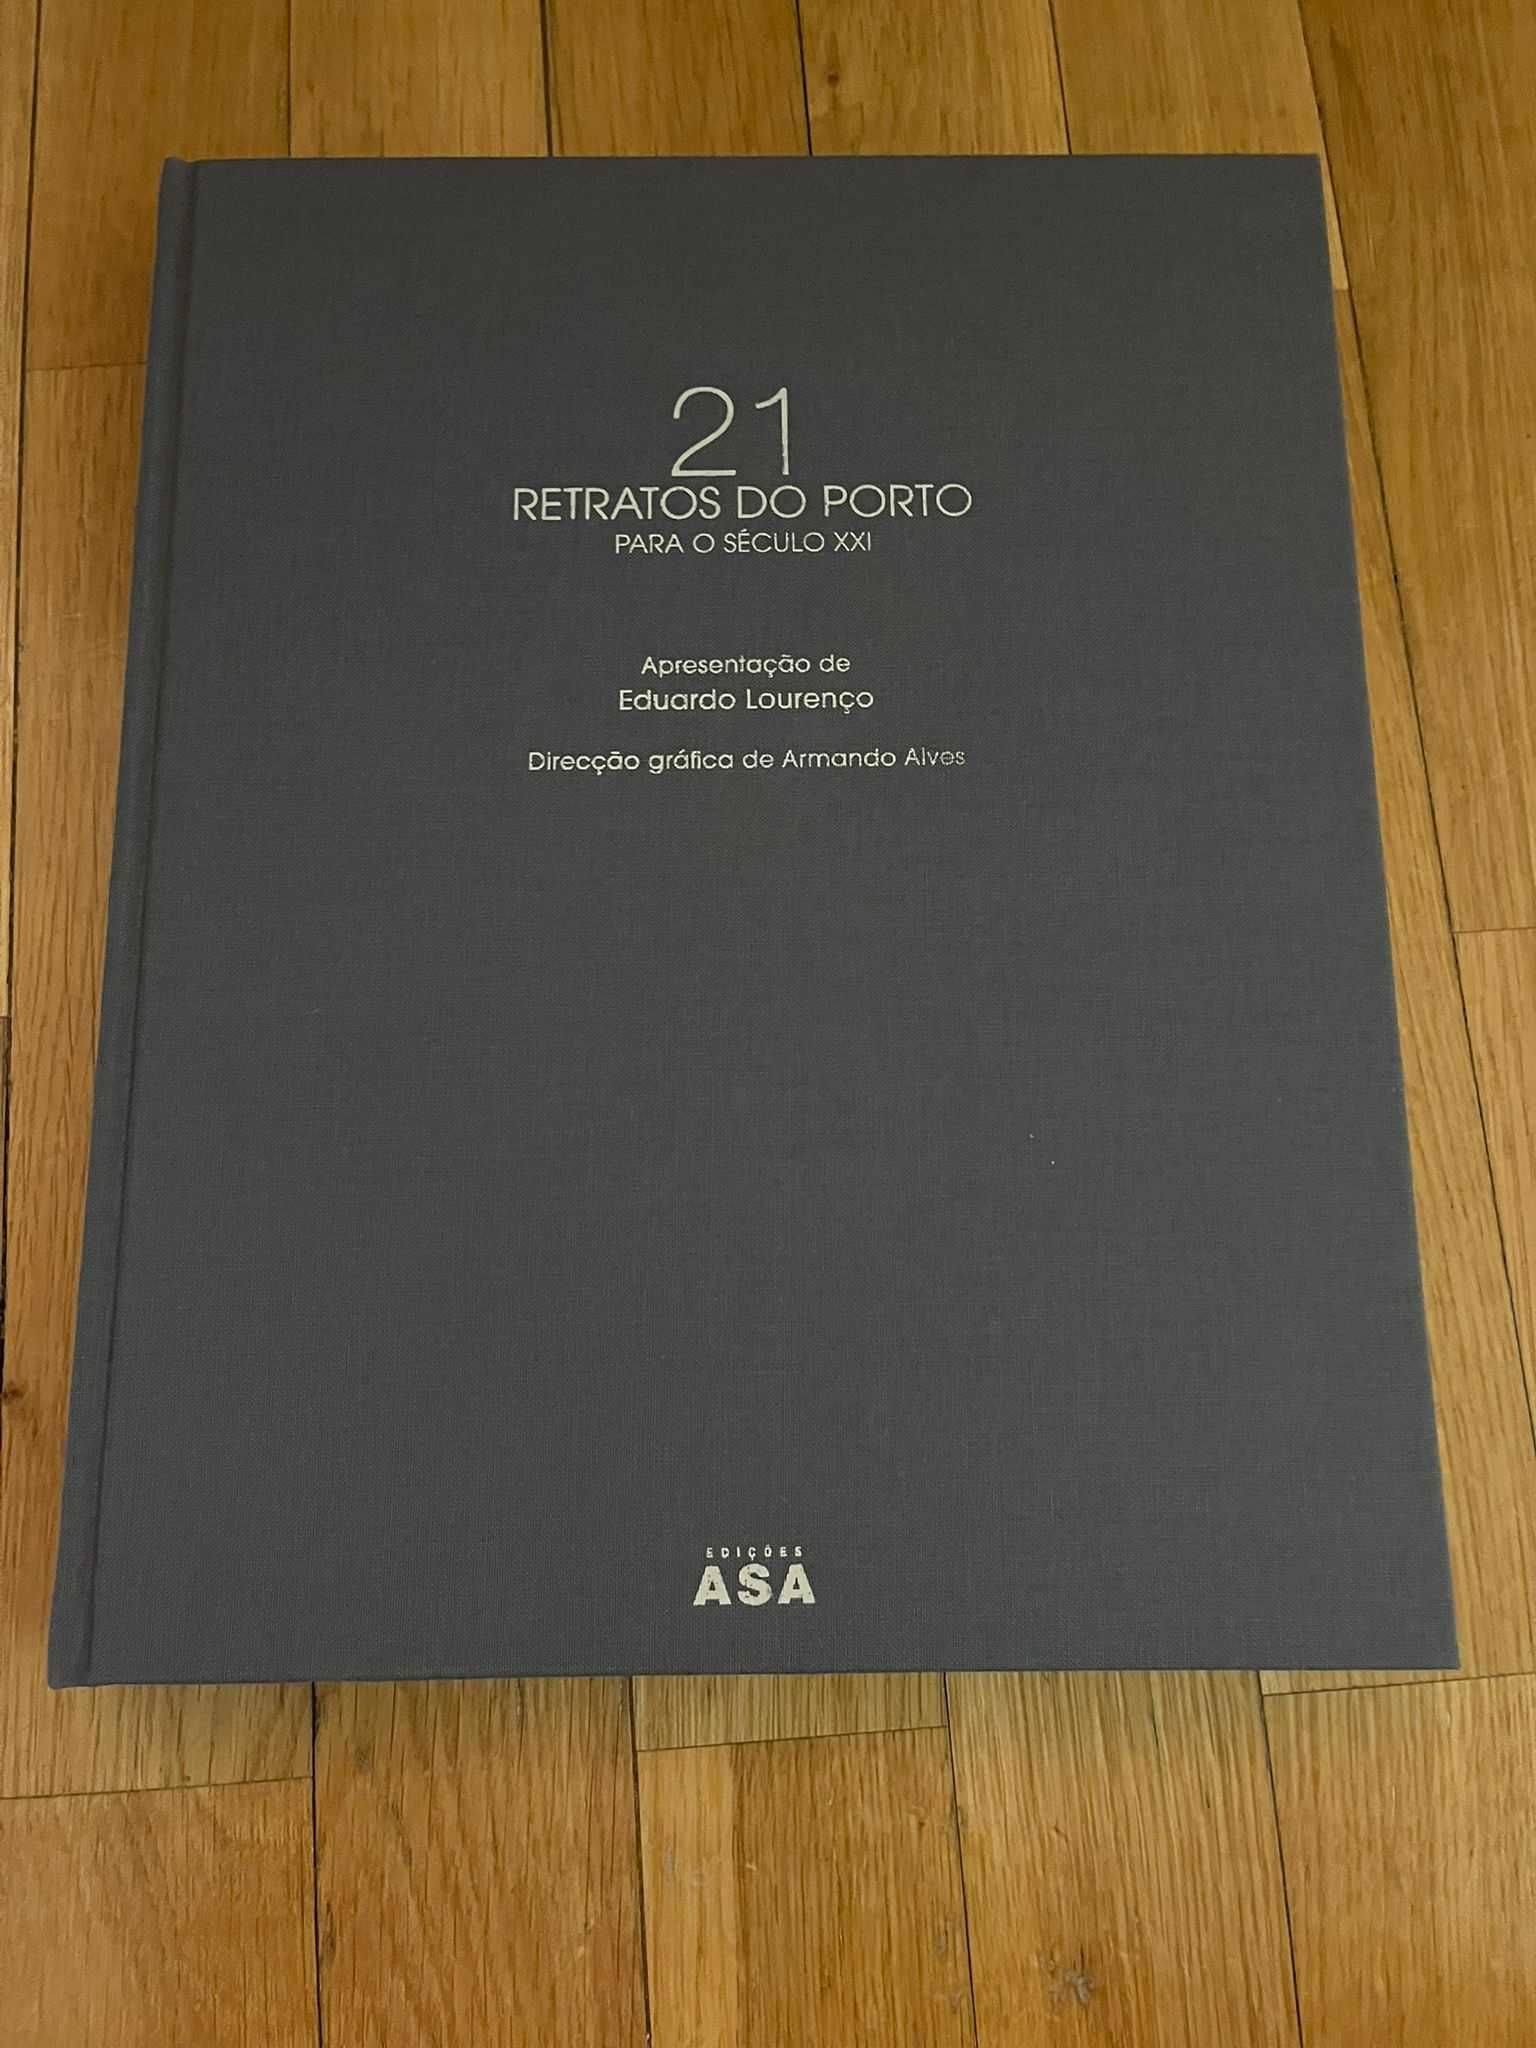 21
RETRATOS DO PORTO
PARA O SÉCULO XXI
Apresentação de
Eduardo Lourenço
Direcção gráfica de Armando Alves
EDIÇÕES
ASA